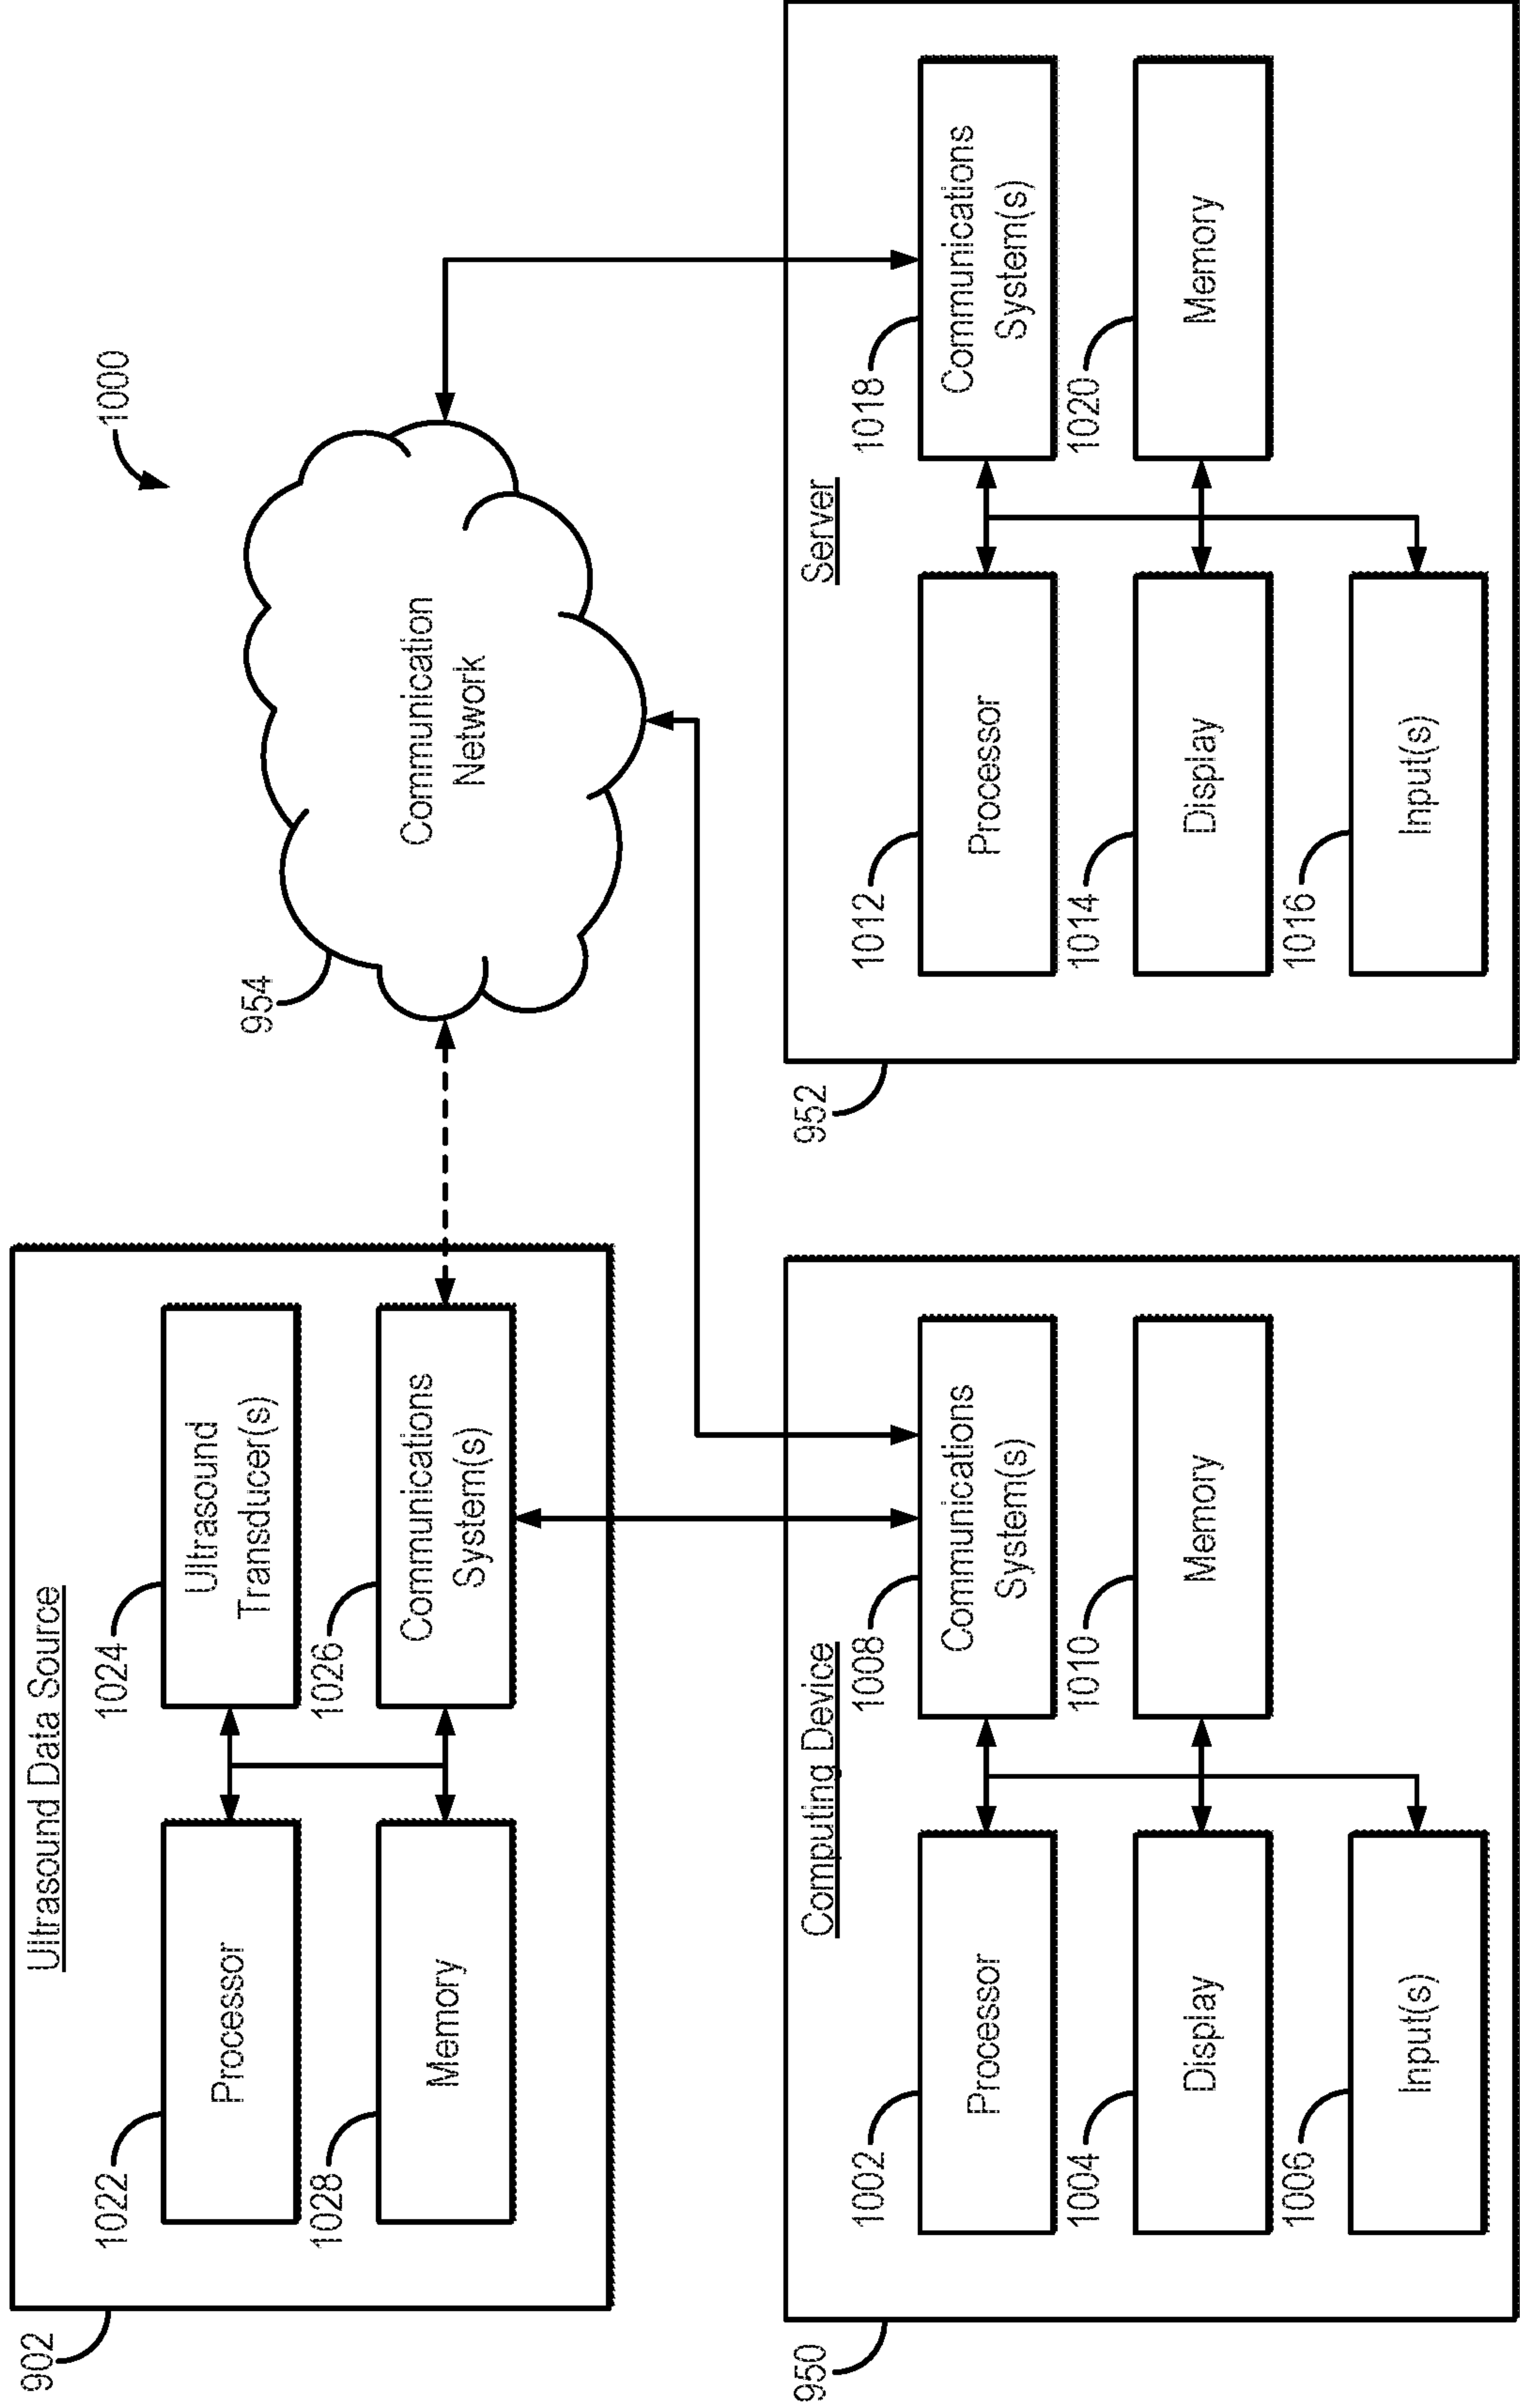 1000
902
Ultrasound Data Source
1022
Processor
1024
Ultrasound
Transducer(s)
1028
Memory
1026
Communications
System(s)
954
Communication
Network
950
Computing Device
1002
Processor
1008
Communications
System(s)
1004
Display
1010
Memory
1006
Input(s)
952
Server
1012
Processor
1018
Communications
System(s)
1014
Display
1020
Memory
1016
Input(s)